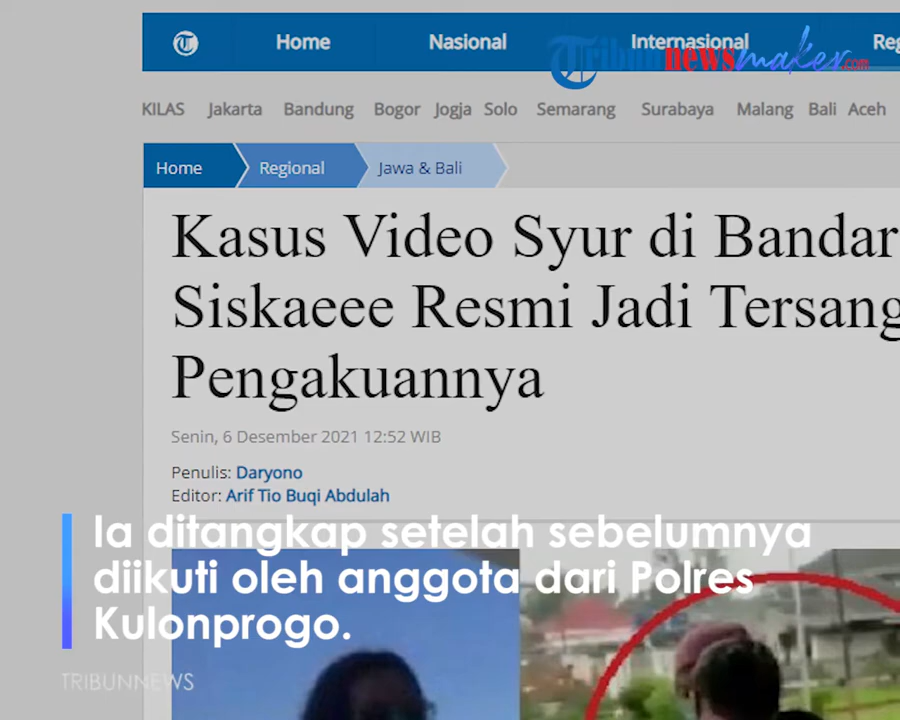 Home Nasional Internasional
Tribunnewsmaker.com
KILAS Jakarta Bandung Bogor Jogja Solo Semarang Surabaya Malang Bali Aceh
Home Regional Jawa & Bali
Kasus Video Syur di Bandar
Siskaeee Resmi Jadi Tersang
Pengakuannya
Senin, 6 Desember 2021 12:52 WIB
Penulis: Daryono
Editor: Arif Tio Buqi Abdulah
Ia ditangkap setelah sebelumnya
diikuti oleh anggota dari Polres
Kulonprogo.
TRIBUNNEWS